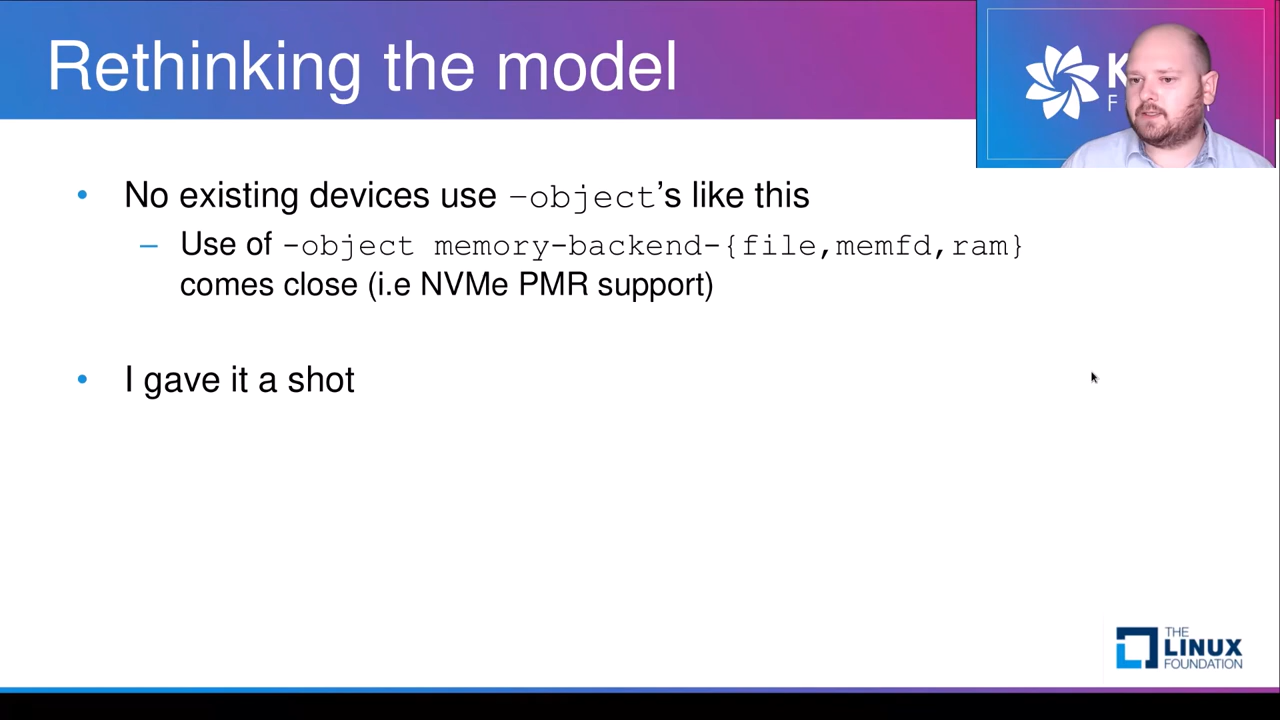 Rethinking the model
K
F
• No existing devices use -object's like this
– Use of -object memory-backend-{file,memfd,ram}
comes close (i.e NVMe PMR support)
• I gave it a shot
THE
LINUX
FOUNDATION